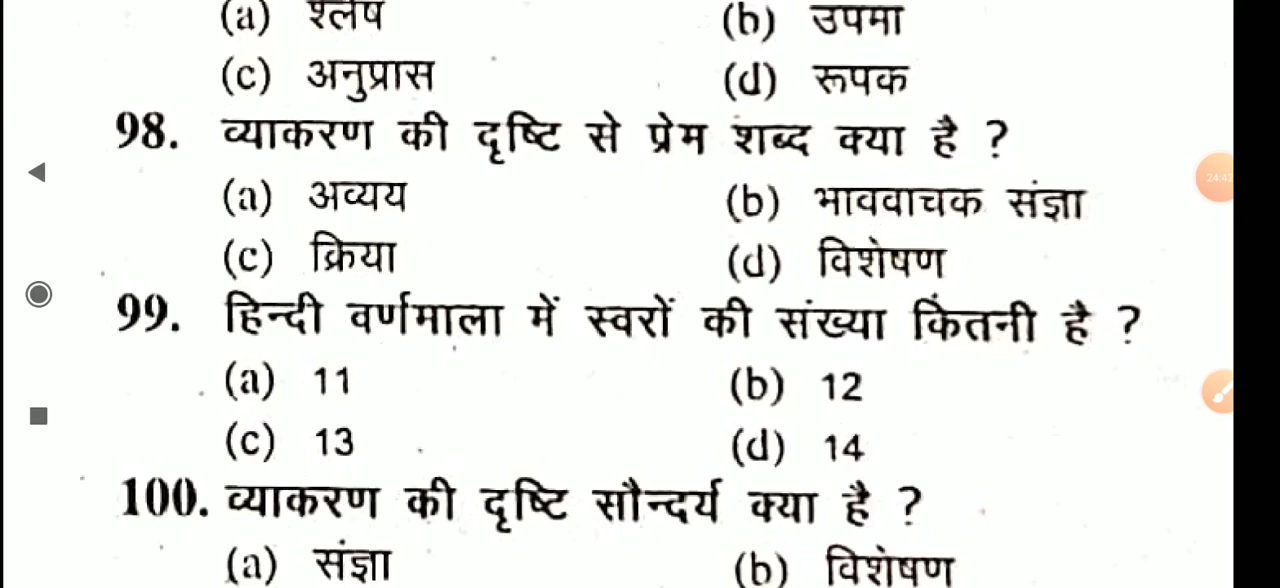 (a) श्लेष (b) उपमा
(c) अनुप्रास (d) रूपक
98. व्याकरण की दृष्टि से प्रेम शब्द क्या है ?
(a) अव्यय (b) भाववाचक संज्ञा
(c) क्रिया (d) विशेषण
99. हिन्दी वर्णमाला में स्वरों की संख्या कितनी है ?
(a) 11 (b) 12
(c) 13 (d) 14
100. व्याकरण की दृष्टि सौन्दर्य क्या है ?
(a) संज्ञा (b) विशेषण